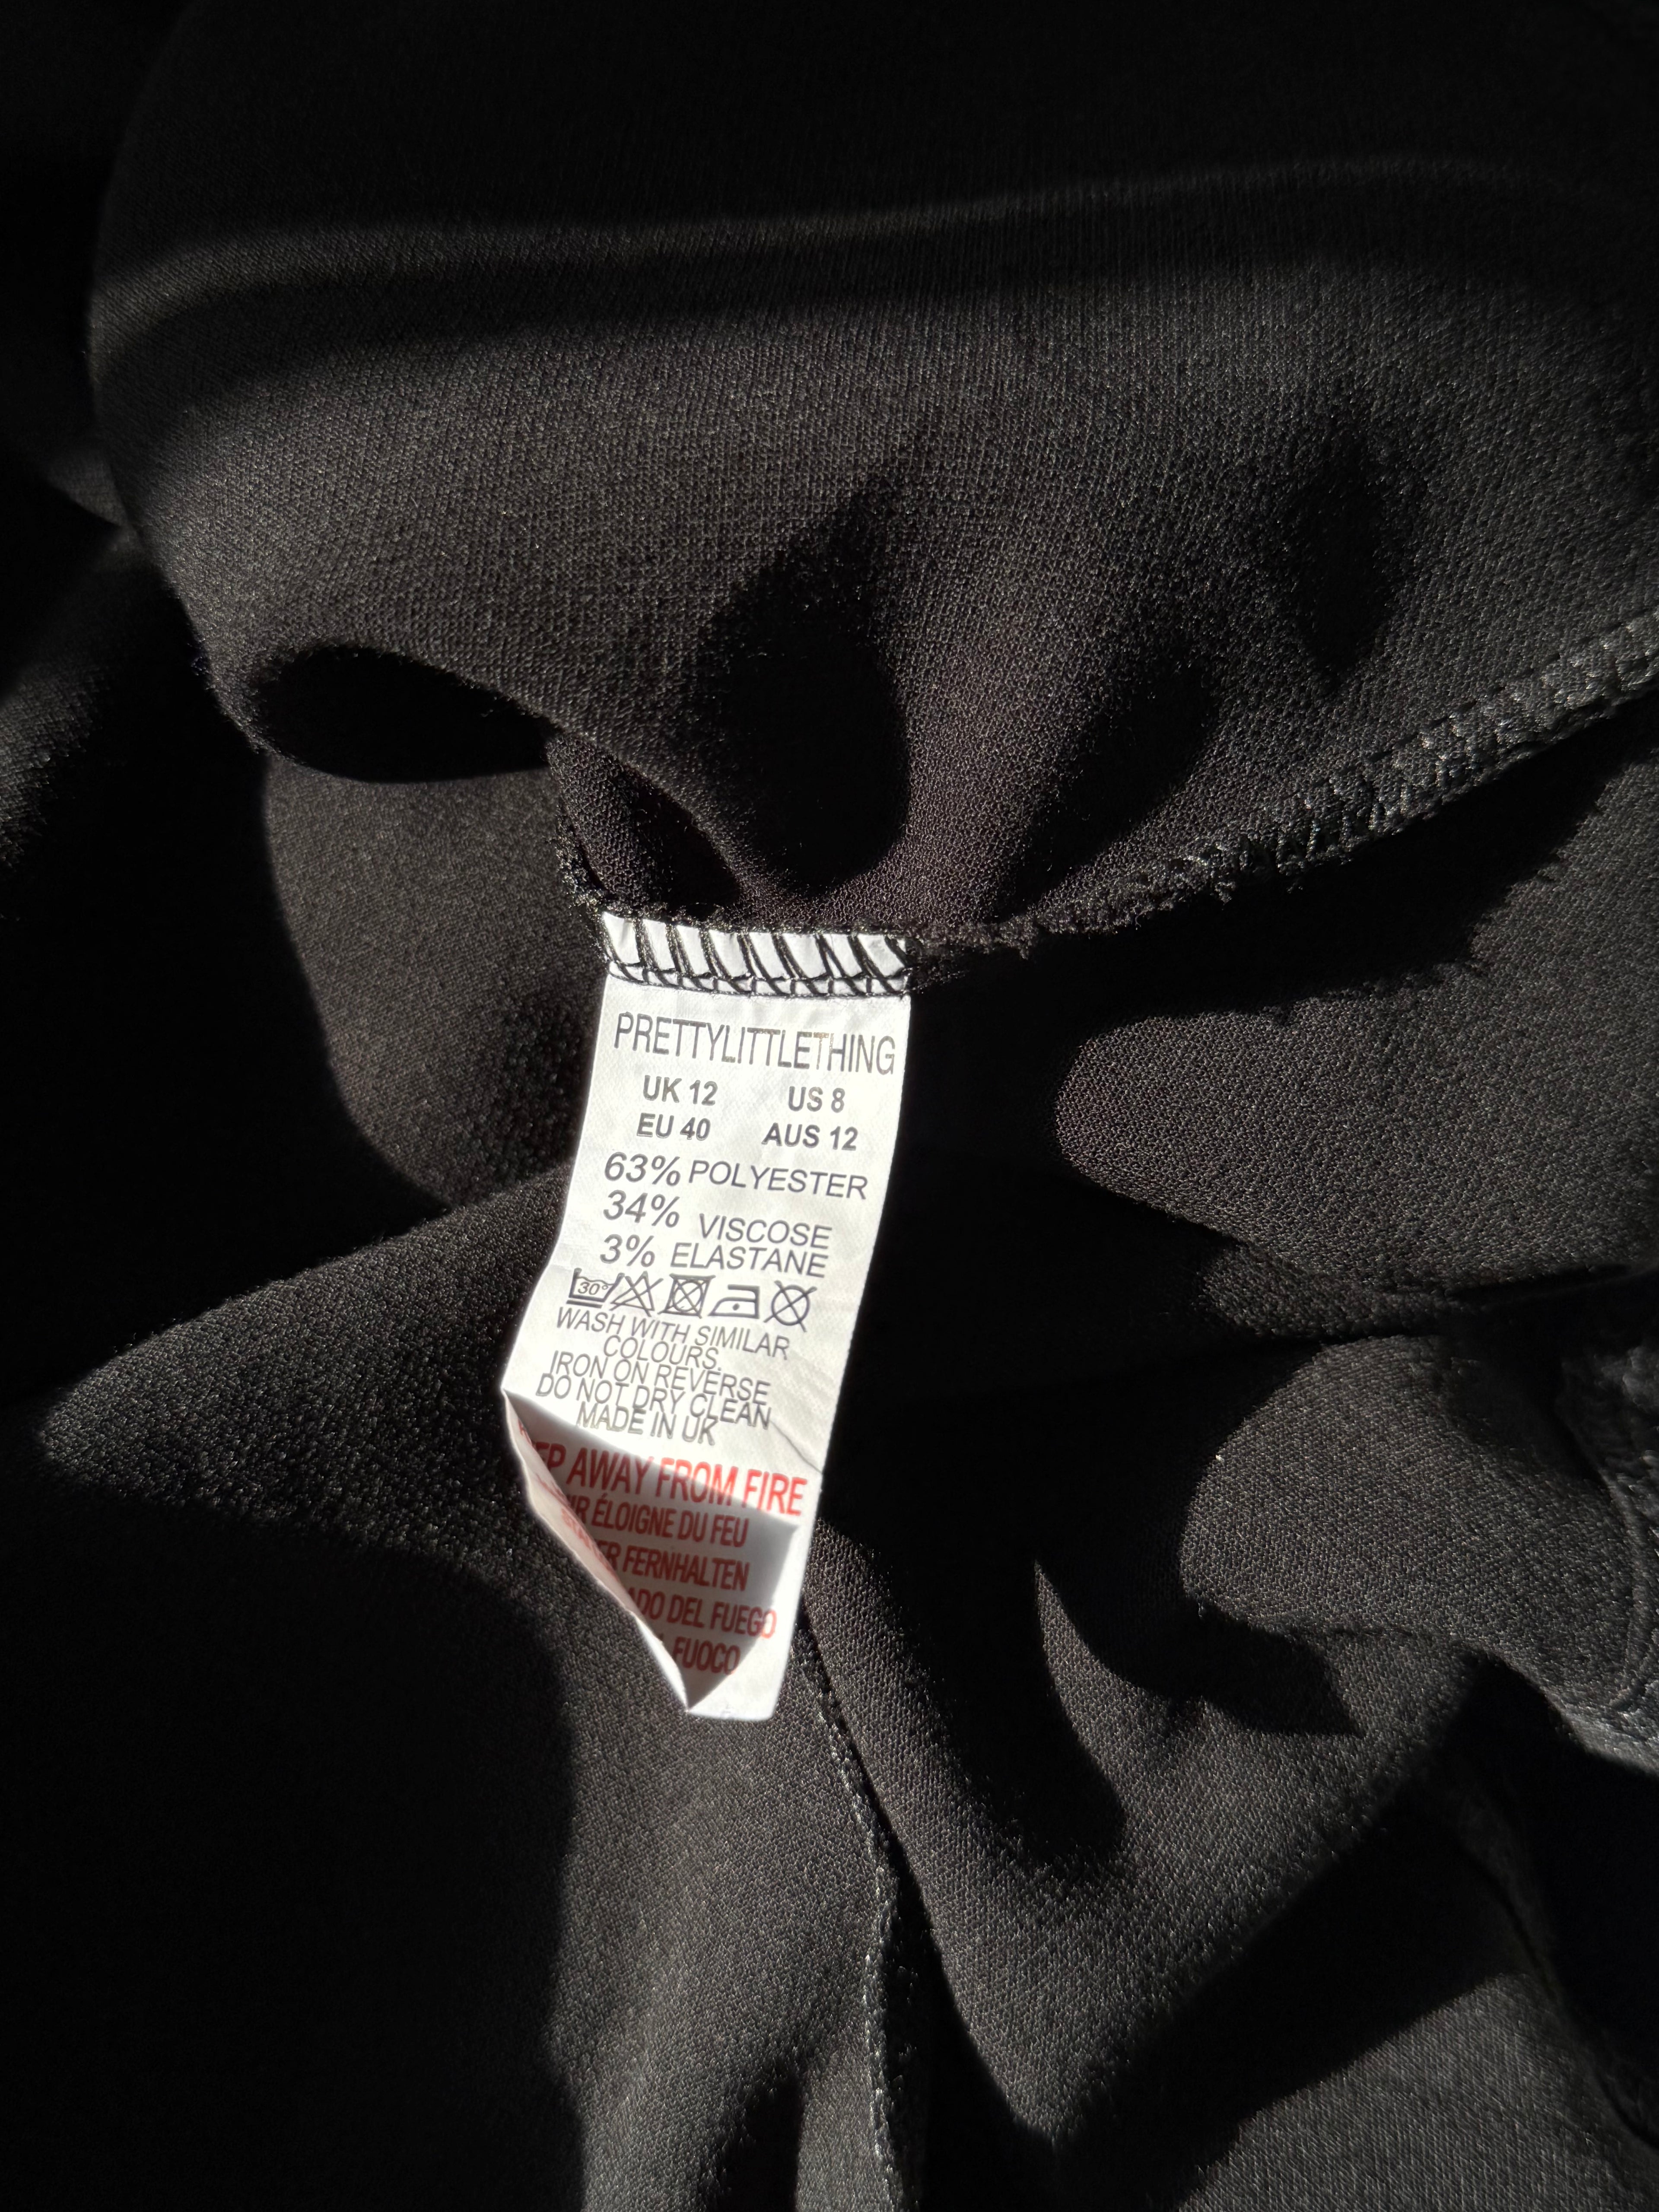 PRETTYLITTLETHING
UK 12 US 8
EU 40 AUS 12
63% POLYESTER
34% VISCOSE
3% ELASTANE
30°
WASH WITH SIMILAR
COLOURS.
IRON ON REVERSE
DO NOT DRY CLEAN
MADE IN UK
AWAY FROM FIRE
ÉLOIGNE DU FEU
FERNHALTEN
DEL FUEGO
FUOCO